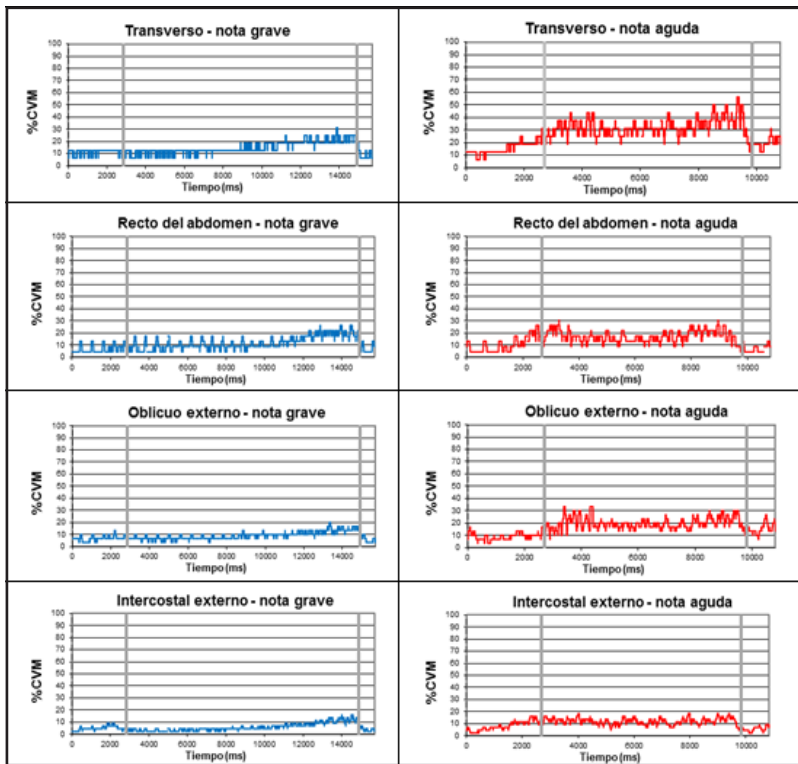 Transverso - nota grave
%CVM
100
90
80
70
60
50
40
30
20
10
0
0 2000 4000 6000 8000 10000 12000 14000
Tiempo (ms)
Transverso - nota aguda
%CVM
100
90
80
70
60
50
40
30
20
10
0
0 2000 4000 6000 8000 10000
Tiempo (ms)
Recto del abdomen - nota grave
%CVM
100
90
80
70
60
50
40
30
20
10
0
0 2000 4000 6000 8000 10000 12000 14000
Tiempo (ms)
Recto del abdomen - nota aguda
%CVM
100
90
80
70
60
50
40
30
20
10
0
0 2000 4000 6000 8000 10000
Tiempo (ms)
Oblicuo externo - nota grave
%CVM
100
90
80
70
60
50
40
30
20
10
0
0 2000 4000 6000 8000 10000 12000 14000
Tiempo (ms)
Oblicuo externo - nota aguda
%CVM
100
90
80
70
60
50
40
30
20
10
0
0 2000 4000 6000 8000 10000
Tiempo (ms)
Intercostal externo - nota grave
%CVM
100
90
80
70
60
50
40
30
20
10
0
0 2000 4000 6000 8000 10000 12000 14000
Tiempo (ms)
Intercostal externo - nota aguda
%CVM
100
90
80
70
60
50
40
30
20
10
0
0 2000 4000 6000 8000 10000
Tiempo (ms)